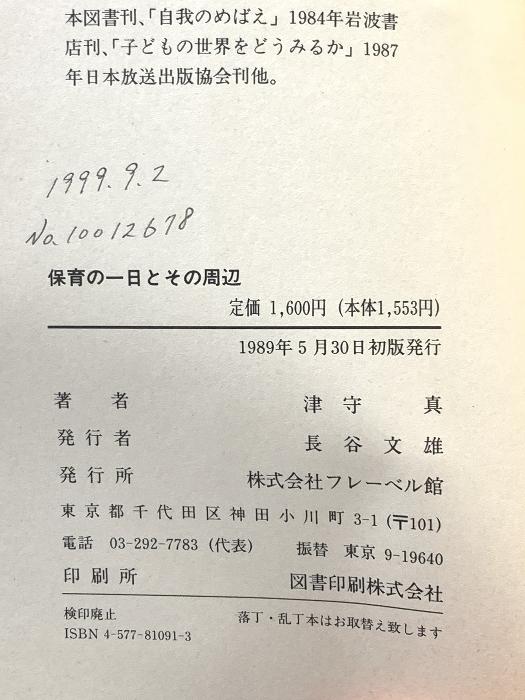 本図書刊、「自我のめばえ」1984年岩波書
店刊、「子どもの世界をどうみるか」1987
年日本放送出版協会刊他。
1999.9.2
No.10012678
保育の一日とその周辺
定価 1,600円 (本体1,553円)
1989年5月30日初版発行
著者 津守 真
発行者 長谷文雄
発行所 株式会社フレーベル館
東京都千代田区神田小川町 3-1 (〒101)
電話 03-292-7783 (代表) 振替 東京 9-19640
印刷所 図書印刷株式会社
検印廃止 落丁・乱丁本はお取替え致します
ISBN 4-577-81091-3